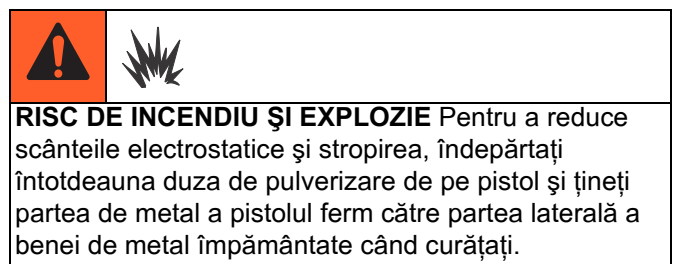 RISC DE INCENDIU ŞI EXPLOZIE Pentru a reduce
scânteile electrostatice şi stropirea, îndepărtaţi
întotdeauna duza de pulverizare de pe pistol şi ţineţi
partea de metal a pistolul ferm către partea laterală a
benei de metal împământate când curăţaţi.